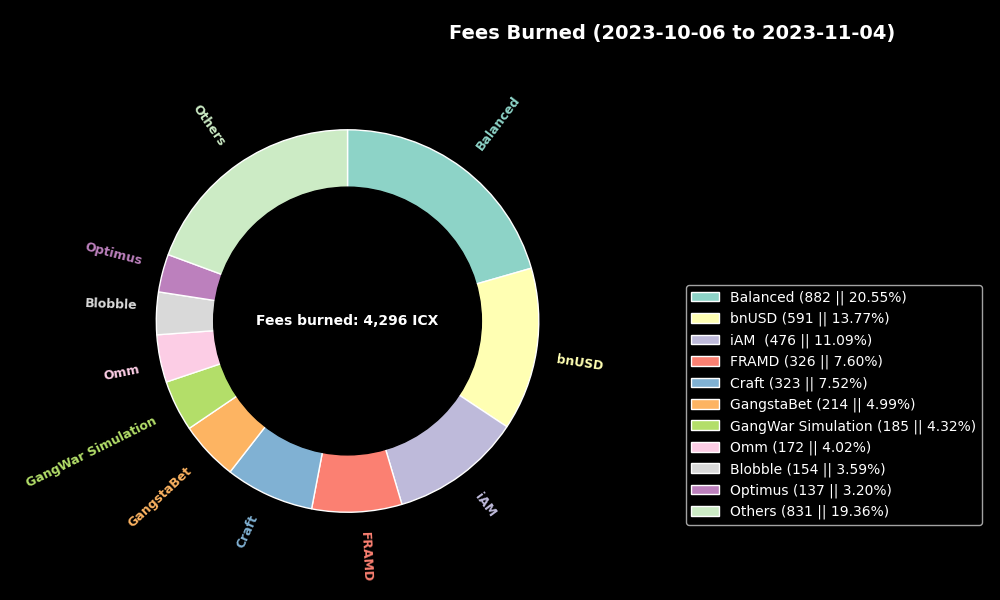 Fees Burned (2023-10-06 to 2023-11-04)
Others
Balanced
Optimus
Blobble
Fees burned: 4,296 ICX
bnUSD
Omm
GangWar Simulation
GangstaBet
Craft
FRAMD
iAM
Balanced (882 || 20.55%)
bnUSD (591 || 13.77%)
iAM  (476 || 11.09%)
FRAMD (326 || 7.60%)
Craft (323 || 7.52%)
GangstaBet (214 || 4.99%)
GangWar Simulation (185 || 4.32%)
Omm (172 || 4.02%)
Blobble (154 || 3.59%)
Optimus (137 || 3.20%)
Others (831 || 19.36%)